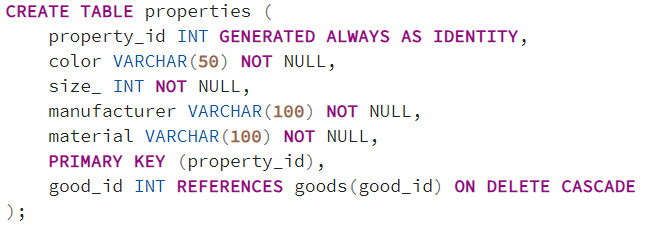 CREATE TABLE properties (
    property_id INT GENERATED ALWAYS AS IDENTITY,
    color VARCHAR(50) NOT NULL,
    size_ INT NOT NULL,
    manufacturer VARCHAR(100) NOT NULL,
    material VARCHAR(100) NOT NULL,
    PRIMARY KEY (property_id),
    good_id INT REFERENCES goods(good_id) ON DELETE CASCADE
);